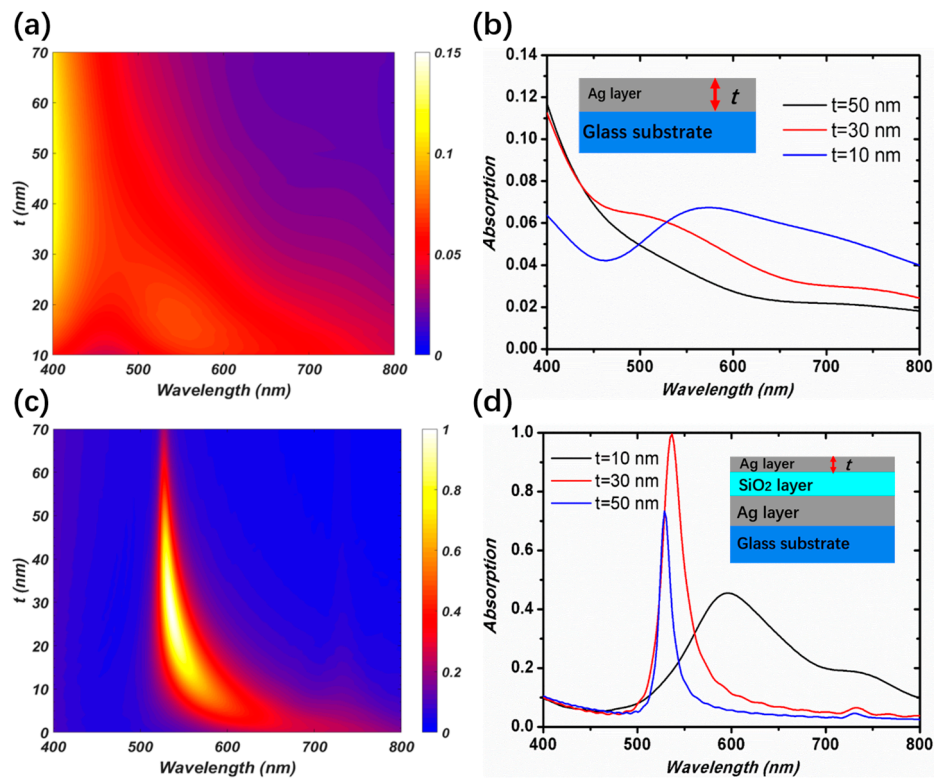 (a)
70
60
50
40
30
20
10
t (nm)
400 500 600 700 800
Wavelength (nm)
0.15
0.1
0.05
0
(b)
0.14
0.12
0.10
0.08
0.06
0.04
0.02
0.00
Absorption
400 500 600 700 800
Wavelength (nm)
Ag layer
t
Glass substrate
t=50 nm
t=30 nm
t=10 nm
(c)
70
60
50
40
30
20
10
0
t (nm)
400 500 600 700 800
Wavelength (nm)
1
0.8
0.6
0.4
0.2
0
(d)
1.0
0.8
0.6
0.4
0.2
0.0
Absorption
400 500 600 700 800
Wavelength (nm)
t=10 nm
t=30 nm
t=50 nm
Ag layer t
SiO2 layer
Ag layer
Glass substrate